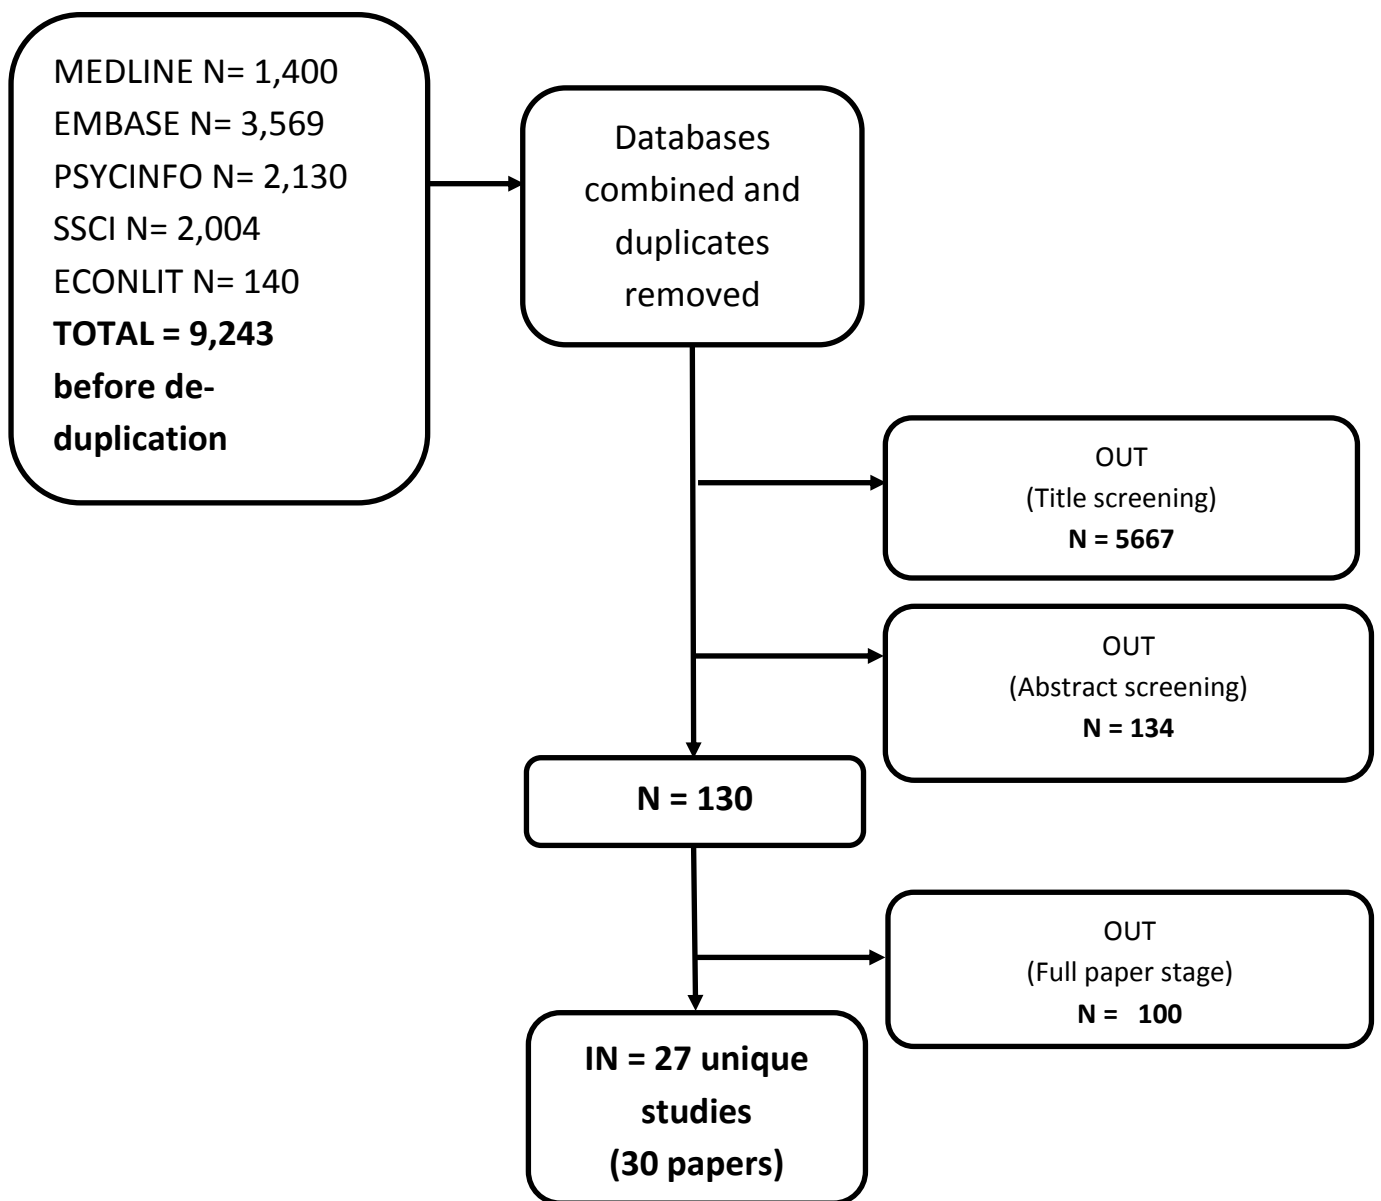 MEDLINE N= 1,400
EMBASE N= 3,569
PSYCINFO N= 2,130
SSCI N= 2,004
ECONLIT N= 140
TOTAL = 9,243
before de-
duplication
Databases
combined and
duplicates
removed
OUT
(Title screening)
N = 5667
OUT
(Abstract screening)
N = 134
N = 130
OUT
(Full paper stage)
N =   100
IN = 27 unique
studies
(30 papers)